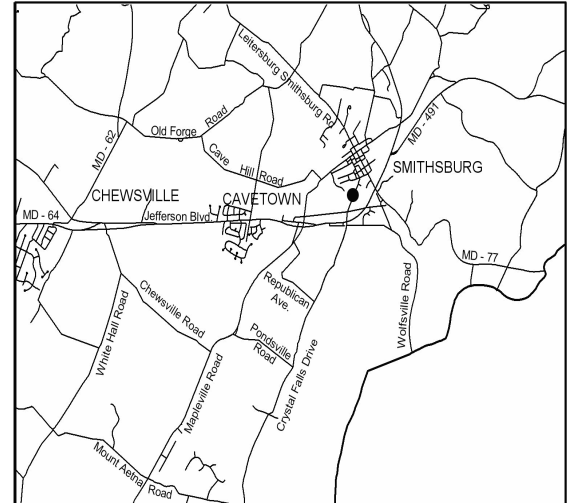 Leitersburg Smithsburg Rd
MD - 491
Old Forge Road
MD - 62
Cave Hill Road
SMITHSBURG
CHEWSVILLE
CAVETOWN
MD - 64
Jefferson Blvd
MD - 77
Republican
Ave.
Wolfsville Road
Chewsville Road
White Hall Road
Pondsville
Road
Crystal Falls Drive
Mapleville Road
Mount Aetna Road